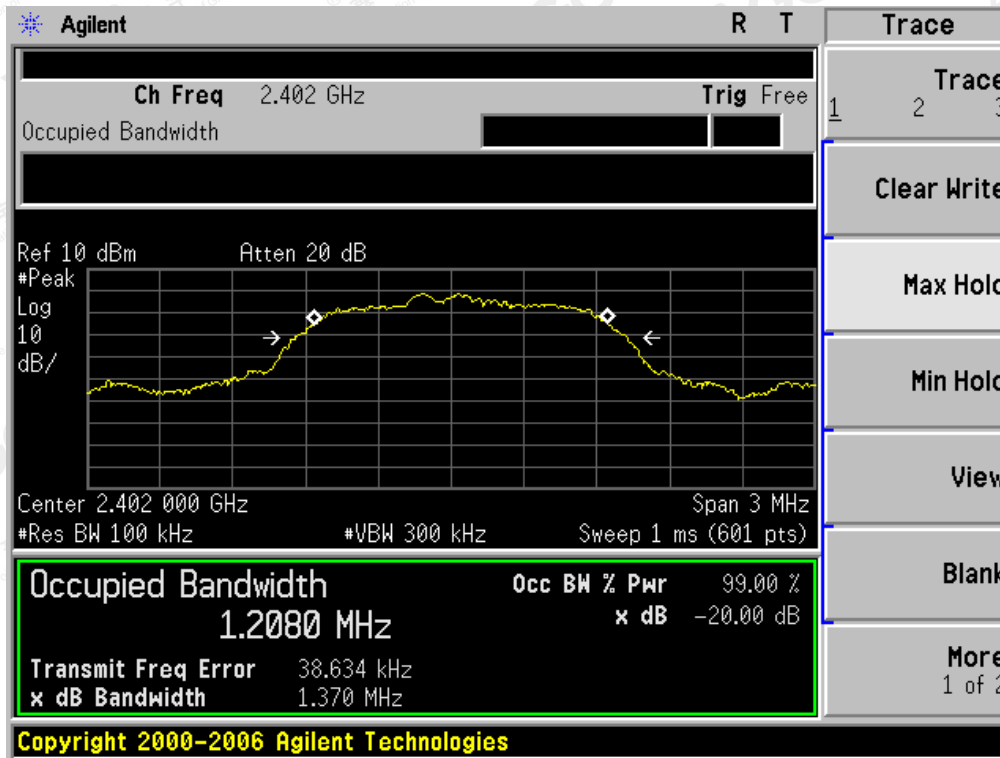 Agilent R T Trace
Ch Freq 2.402 GHz Trig Free
Occupied Bandwidth
Trace
1 2 3
Clear Write
Max Hold
Min Hold
View
Blank
More
1 of 2
Ref 10 dBm Atten 20 dB
#Peak
Log
10
dB/
Center 2.402 000 GHz Span 3 MHz
#Res BW 100 kHz #VBW 300 kHz Sweep 1 ms (601 pts)
Occupied Bandwidth Occ BW % Pwr 99.00 %
1.2080 MHz x dB -20.00 dB
Transmit Freq Error 38.634 kHz
x dB Bandwidth 1.370 MHz
Copyright 2000-2006 Agilent Technologies